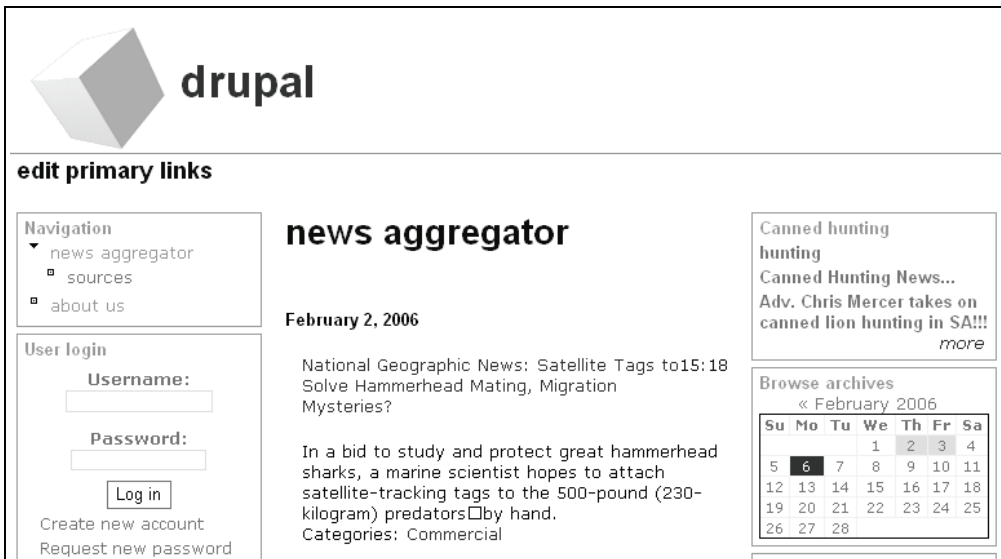 drupal
edit primary links
Navigation
news aggregator
sources
about us
User login
Username:
Password:
Log in
Create new account
Request new password
news aggregator
February 2, 2006
National Geographic News: Satellite Tags to15:18
Solve Hammerhead Mating, Migration
Mysteries?
In a bid to study and protect great hammerhead
sharks, a marine scientist hopes to attach
satellite-tracking tags to the 500-pound (230-
kilogram) predators□by hand.
Categories: Commercial
Canned hunting
hunting
Canned Hunting News...
Adv. Chris Mercer takes on
canned lion hunting in SA!!!
more
Browse archives
« February 2006
Su Mo Tu We Th Fr Sa
1 2 3 4
5 6 7 8 9 10 11
12 13 14 15 16 17 18
19 20 21 22 23 24 25
26 27 28